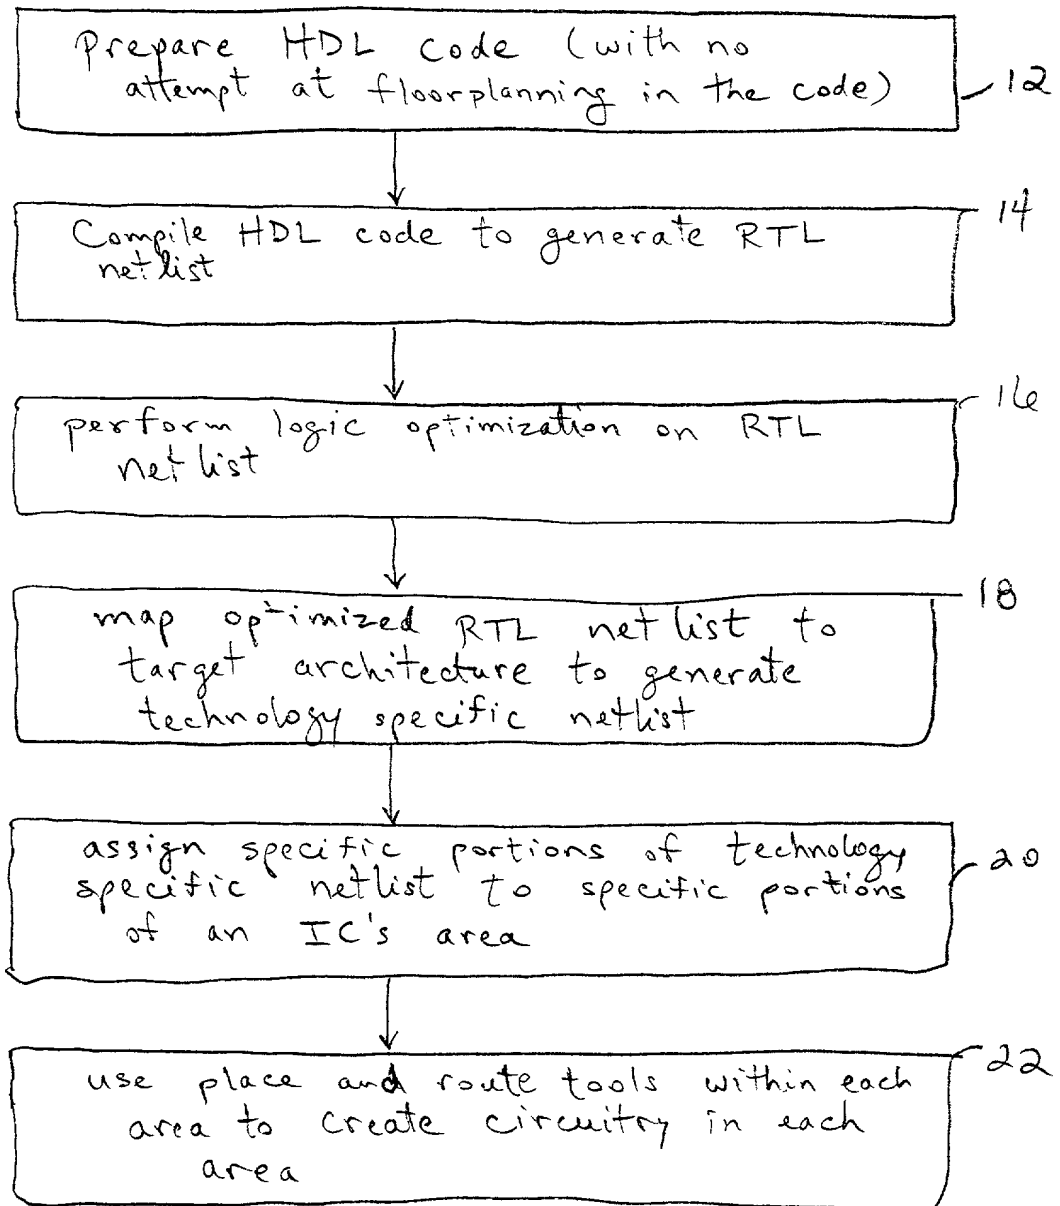 Prepare HDL code (with no
attempt at floorplanning in the code)
12
14
Compile HDL code to generate RTL
netlist
16
perform logic optimization on RTL
netlist
18
map optimized RTL netlist to
target architecture to generate
technology specific netlist
assign specific portions of technology
20
specific netlist to specific portions
of an IC's area
22
use place and route tools within each
area to create circuitry in each
area